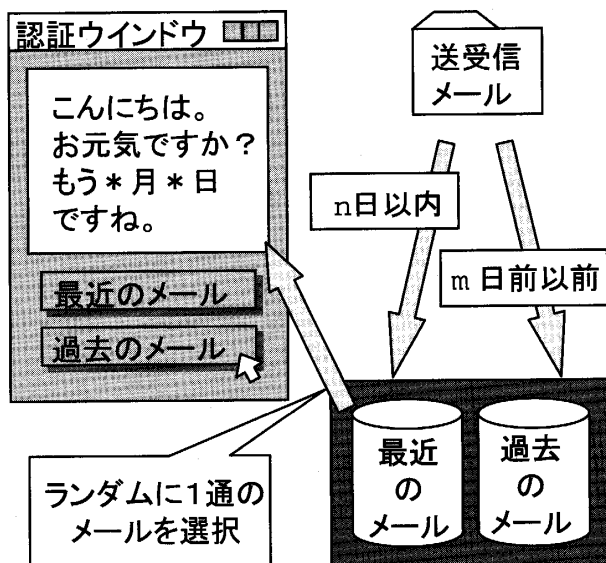 認証ウインドウ
こんにちは。
お元気ですか？
もう＊月＊日
ですね。
最近のメール
過去のメール
送受信
メール
n日以内
m日前以前
最近
の
メール
過去
の
メール
ランダムに1通の
メールを選択